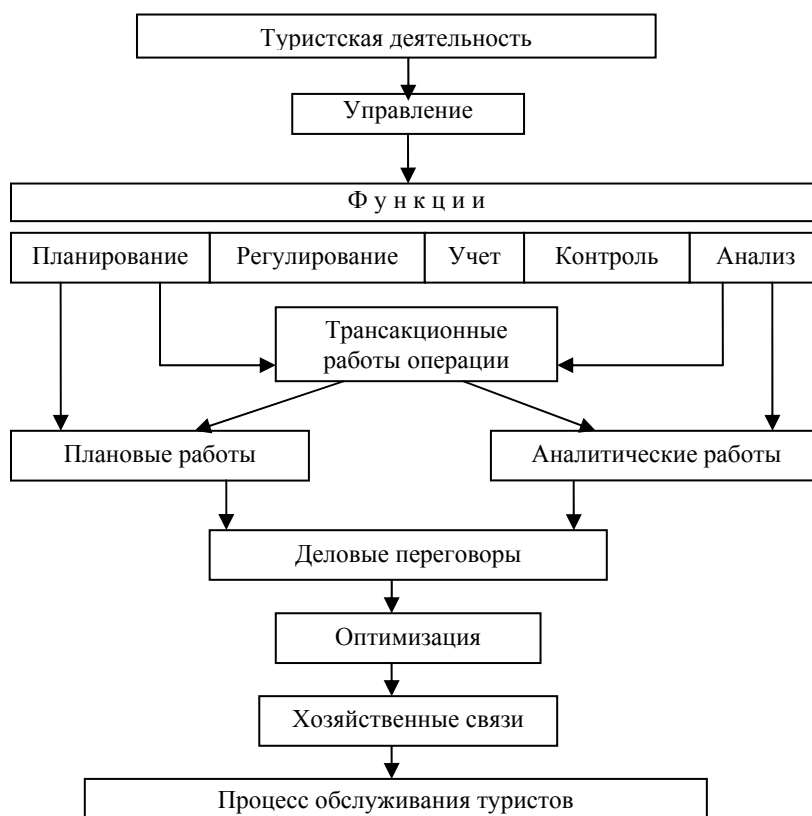 Туристская деятельность
Управление
Ф у н к ц и и
Планирование Регулирование Учет Контроль Анализ
Трансакционные
работы операции
Плановые работы Аналитические работы
Деловые переговоры
Оптимизация
Хозяйственные связи
Процесс обслуживания туристов